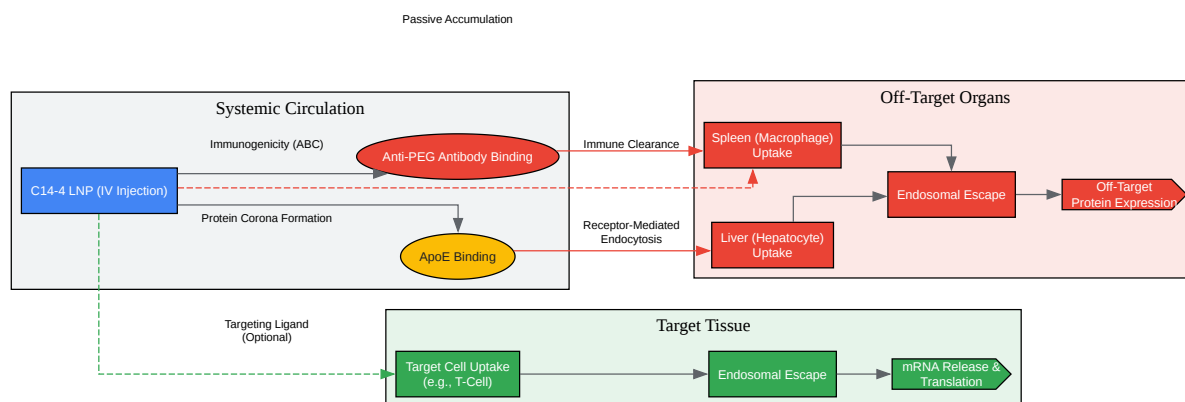 Passive Accumulation
Systemic Circulation
Immunogenicity (ABC)
Anti-PEG Antibody Binding
C14-4 LNP (IV Injection)
Protein Corona Formation
ApoE Binding
Immune Clearance
Receptor-Mediated
Endocytosis
Off-Target Organs
Spleen (Macrophage)
Uptake
Endosomal Escape
Off-Target
Protein Expression
Liver (Hepatocyte)
Uptake
Targeting Ligand
(Optional)
Target Tissue
Target Cell Uptake
(e.g., T-Cell)
Endosomal Escape
mRNA Release &
Translation